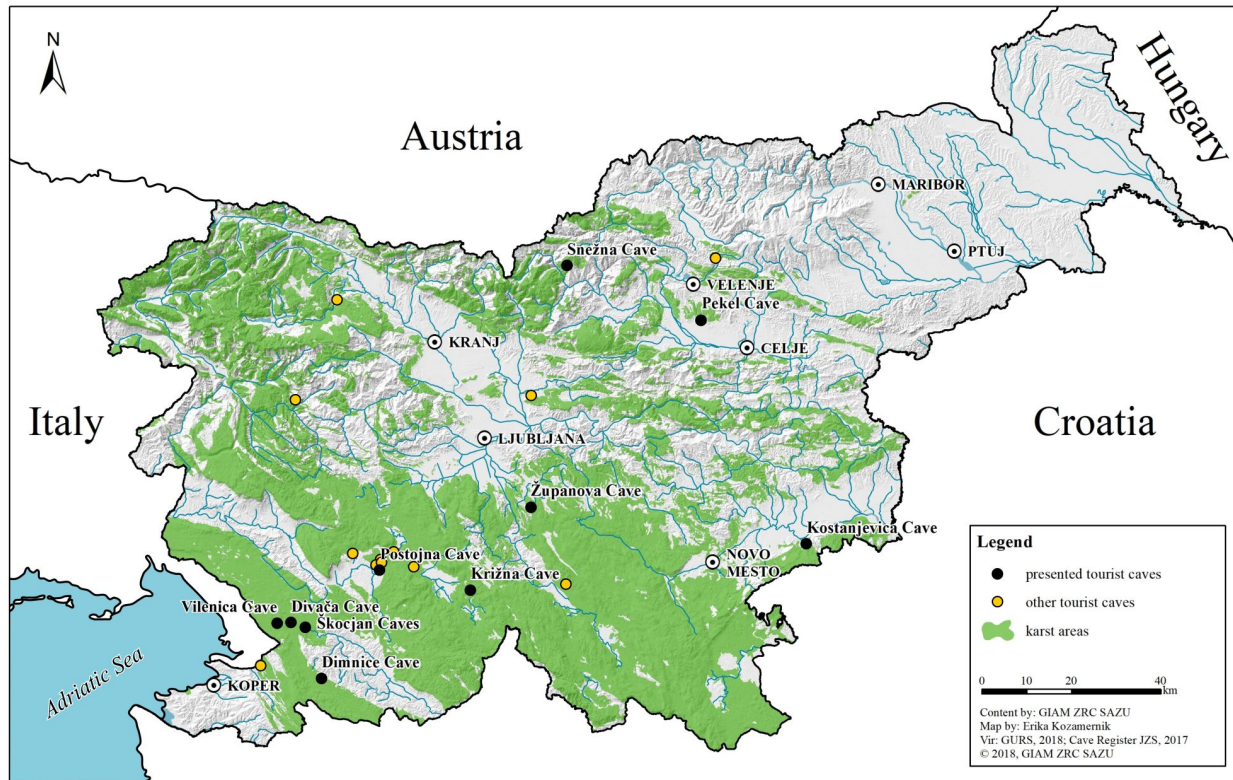 N
Austria
Hungary
MARIBOR
PTUJ
Snežna Cave
VELENJE
Pekel Cave
KRANJ
CELJE
Italy
Croatia
LJUBLJANA
Županova Cave
Kostanjevica Cave
Postojna Cave
NOVO
MESTO
Križna Cave
Vilenica Cave
Divača Cave
Škocjan Caves
Dimnice Cave
Adriatic Sea
KOPER
Legend
presented tourist caves
other tourist caves
karst areas
0 10 20 40
km
Content by: GIAM ZRC SAZU
Map by: Erika Kozamernik
Vir: GURS, 2018; Cave Register JZS, 2017
© 2018, GIAM ZRC SAZU